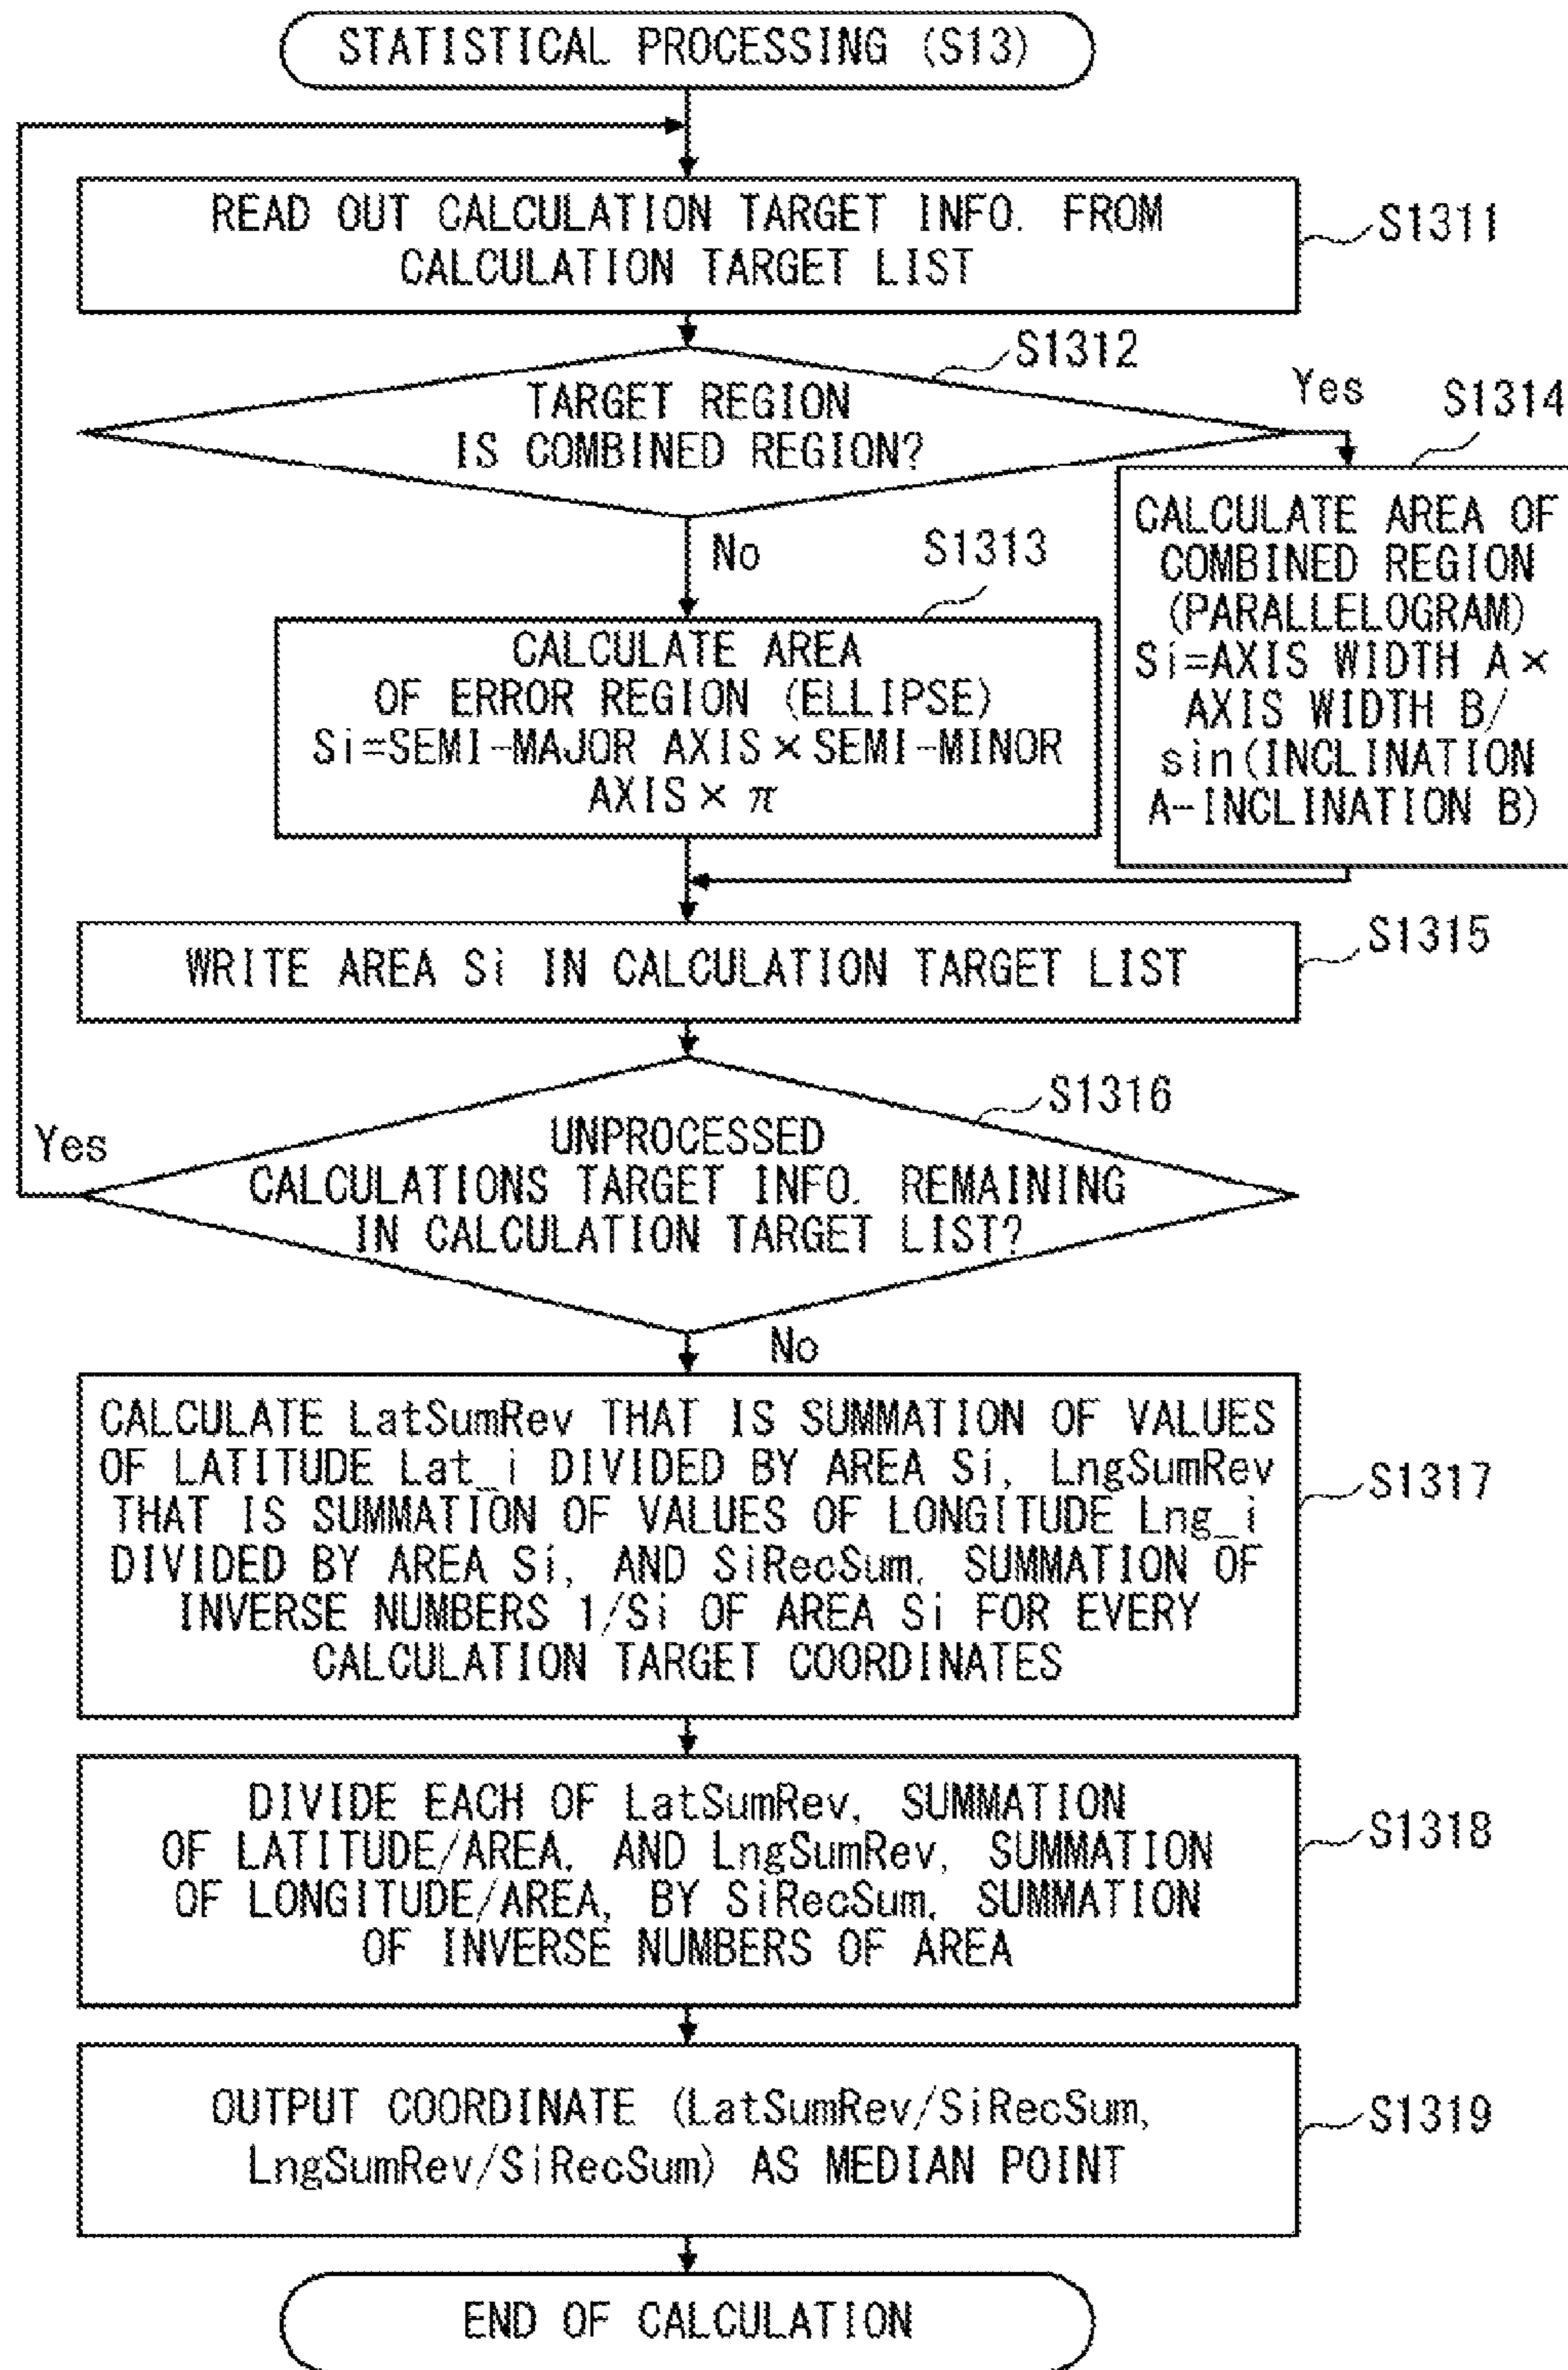 STATISTICAL PROCESSING (S13)
READ OUT CALCULATION TARGET INFO. FROM
CALCULATION TARGET LIST
S1311
S1312
TARGET REGION
IS COMBINED REGION?
Yes
No
S1314
CALCULATE AREA OF
COMBINED REGION
(PARALLELOGRAM)
Si=AXIS WIDTH A×
AXIS WIDTH B/
sin(INCLINATION
A-INCLINATION B)
S1313
CALCULATE AREA
OF ERROR REGION (ELLIPSE)
Si=SEMI-MAJOR AXIS×SEMI-MINOR
AXIS× π
WRITE AREA Si IN CALCULATION TARGET LIST
S1315
S1316
UNPROCESSED
CALCULATIONS TARGET INFO. REMAINING
IN CALCULATION TARGET LIST?
Yes
No
CALCULATE LatSumRev THAT IS SUMMATION OF VALUES
OF LATITUDE Lat_i DIVIDED BY AREA Si, LngSumRev
THAT IS SUMMATION OF VALUES OF LONGITUDE Lng_i
DIVIDED BY AREA Si, AND SiRecSum, SUMMATION OF
INVERSE NUMBERS 1/Si OF AREA Si FOR EVERY
CALCULATION TARGET COORDINATES
S1317
DIVIDE EACH OF LatSumRev, SUMMATION
OF LATITUDE/AREA, AND LngSumRev, SUMMATION
OF LONGITUDE/AREA, BY SiRecSum, SUMMATION
OF INVERSE NUMBERS OF AREA
S1318
OUTPUT COORDINATE (LatSumRev/SiRecSum,
LngSumRev/SiRecSum) AS MEDIAN POINT
S1319
END OF CALCULATION